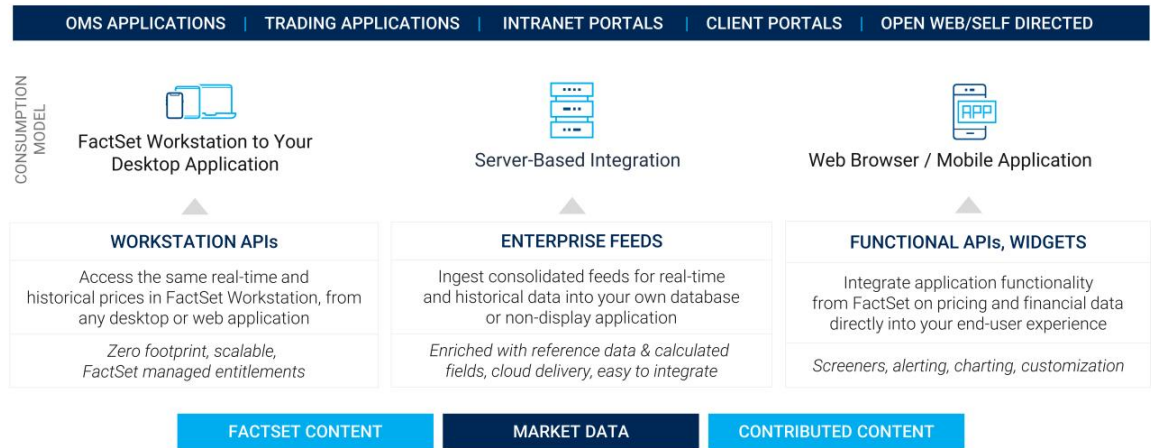 OMS APPLICATIONS | TRADING APPLICATIONS | INTRANET PORTALS | CLIENT PORTALS | OPEN WEB/SELF DIRECTED
CONSUMPTION
MODEL
FactSet Workstation to Your
Desktop Application
Server-Based Integration
APP
Web Browser / Mobile Application
WORKSTATION APIs
Access the same real-time and
historical prices in FactSet Workstation, from
any desktop or web application
Zero footprint, scalable,
FactSet managed entitlements
ENTERPRISE FEEDS
Ingest consolidated feeds for real-time
and historical data into your own database
or non-display application
Enriched with reference data & calculated
fields, cloud delivery, easy to integrate
FUNCTIONAL APIs, WIDGETS
Integrate application functionality
from FactSet on pricing and financial data
directly into your end-user experience
Screeners, alerting, charting, customization
FACTSET CONTENT
MARKET DATA
CONTRIBUTED CONTENT